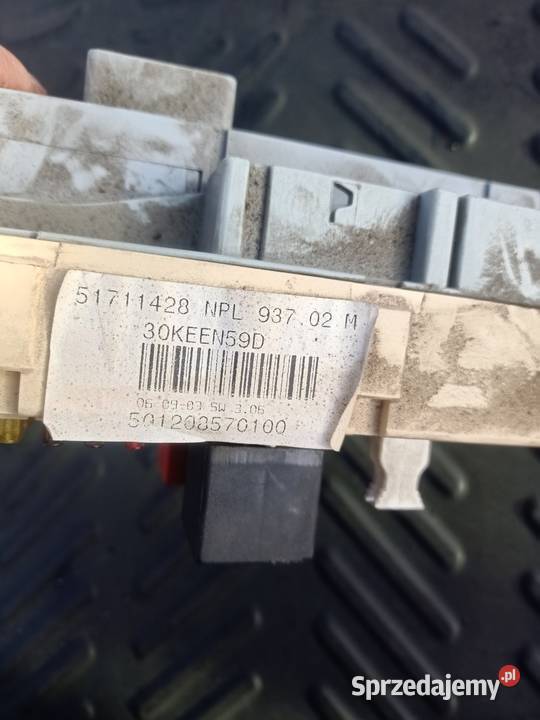 51711428 NPL 937.02 M
30KEEN59D
06-09-03 SW 3.06
501208570100
Sprzedajemy.pl